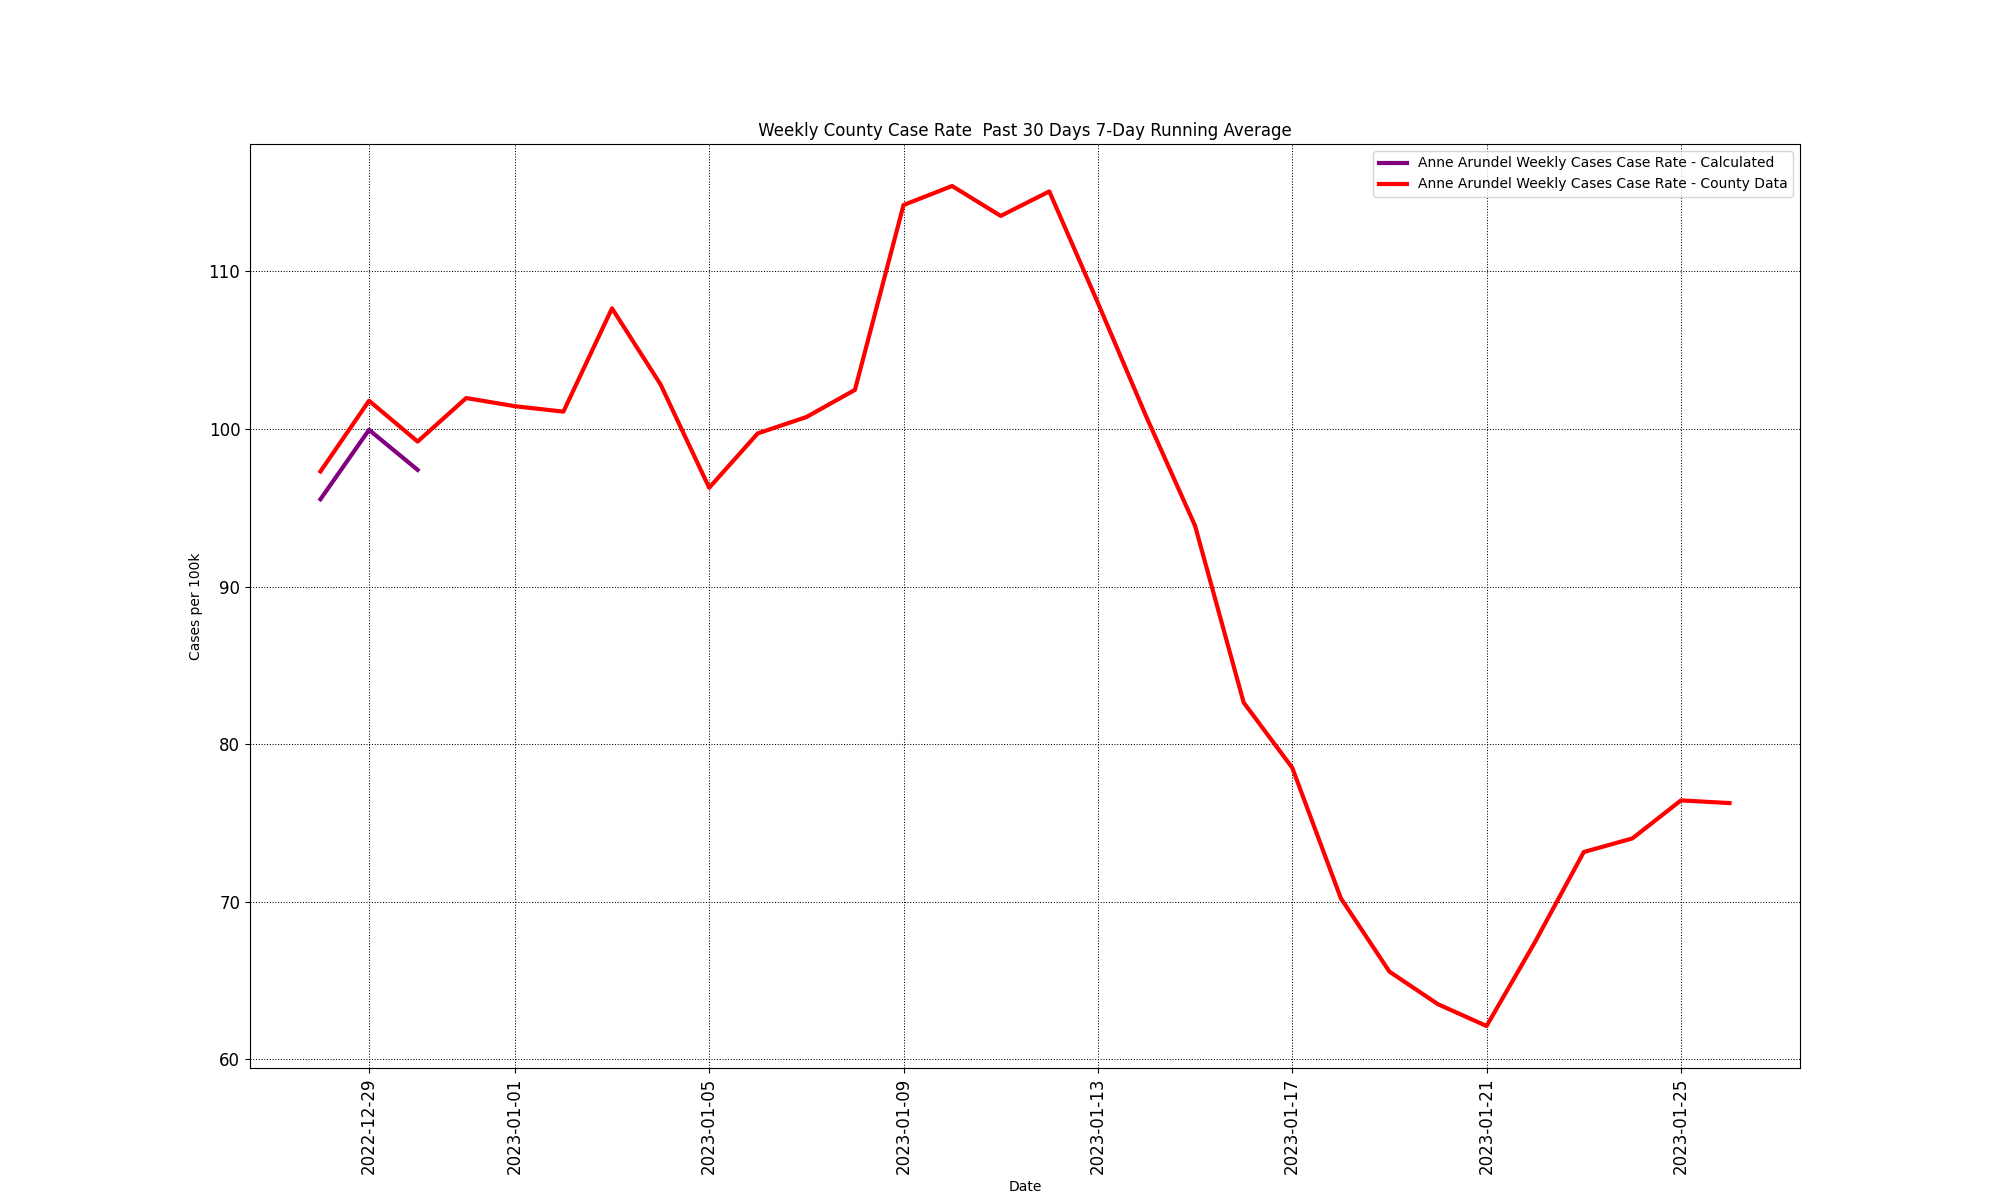 Weekly County Case Rate  Past 30 Days 7-Day Running Average
Anne Arundel Weekly Cases Case Rate - Calculated
Anne Arundel Weekly Cases Case Rate - County Data
110
100
90
80
70
60
Cases per 100k
2022-12-29
2023-01-01
2023-01-05
2023-01-09
2023-01-13
2023-01-17
2023-01-21
2023-01-25
Date